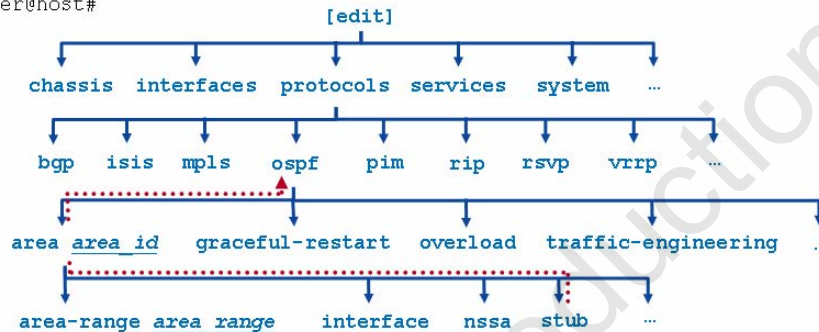 er@host#
[edit]
chassis interfaces protocols services system ...
bgp isis mpls ospf pim rip rsvp vrrp ...
area area_id graceful-restart overload traffic-engineering ...
area-range area range interface nssa stub ...